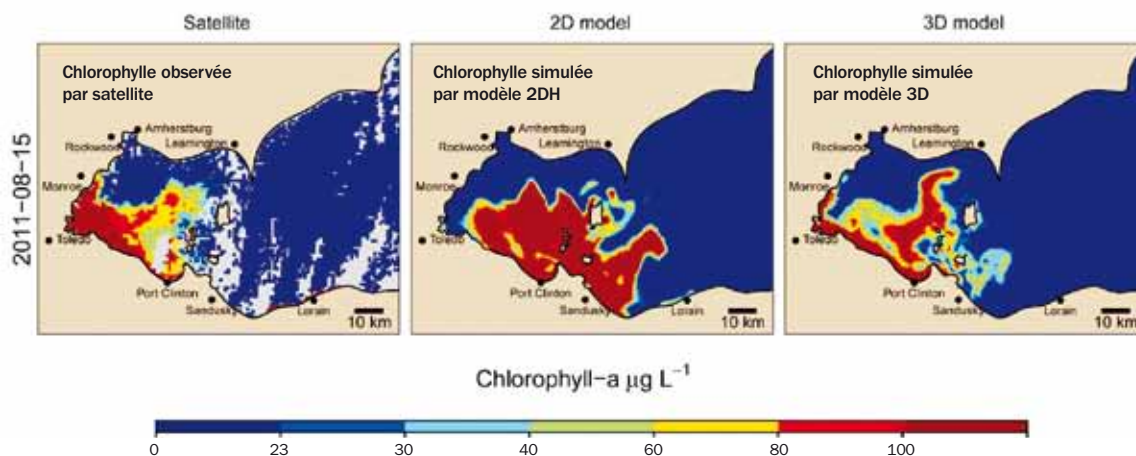 Satellite
2D model
3D model
2011-08-15
Chlorophylle observée
par satellite
Amherstburg
Rockwood
Leamington
Monroe
Toledo
Port Clinton
Sandusky
Lorain
10 km
Chlorophylle simulée
par modèle 2DH
Amherstburg
Rockwood
Leamington
Monroe
Toledo
Port Clinton
Sandusky
Lorain
10 km
Chlorophylle simulée
par modèle 3D
Amherstburg
Rockwood
Leamington
Monroe
Toledo
Port Clinton
Sandusky
Lorain
10 km
Chlorophyll-a µg L⁻¹
0 23 30 40 60 80 100